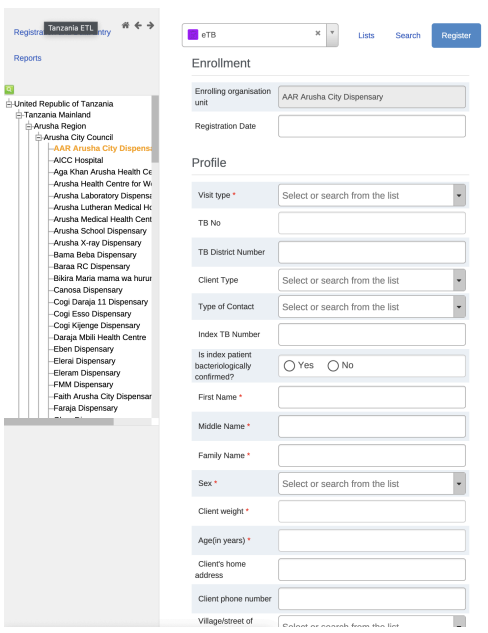 Tanzania ETL
Registra ntry
Reports
United Republic of Tanzania
Tanzania Mainland
Arusha Region
Arusha City Council
AAR Arusha City Dispensa
AICC Hospital
Aga Khan Arusha Health Ce
Arusha Health Centre for Wo
Arusha Laboratory Dispensa
Arusha Lutheran Medical Ho
Arusha Medical Health Cent
Arusha School Dispensary
Arusha X-ray Dispensary
Bama Beba Dispensary
Baraa RC Dispensary
Bikira Maria mama wa hurur
Canosa Dispensary
Cogi Daraja 11 Dispensary
Cogi Esso Dispensary
Cogi Kijenge Dispensary
Daraja Mbili Health Centre
Eben Dispensary
Elerai Dispensary
Eleram Dispensary
FMM Dispensary
Faith Arusha City Dispensar
Faraja Dispensary
eTB
Lists
Search
Register
Enrollment
Enrolling organisation
unit
AAR Arusha City Dispensary
Registration Date
Profile
Visit type * Select or search from the list
TB No
TB District Number
Client Type Select or search from the list
Type of Contact Select or search from the list
Index TB Number
Is index patient
bacteriologically
confirmed?
Yes No
First Name *
Middle Name *
Family Name *
Sex * Select or search from the list
Client weight *
Age(in years) *
Client's home
address
Client phone number
Village/street of
Select or search from the list